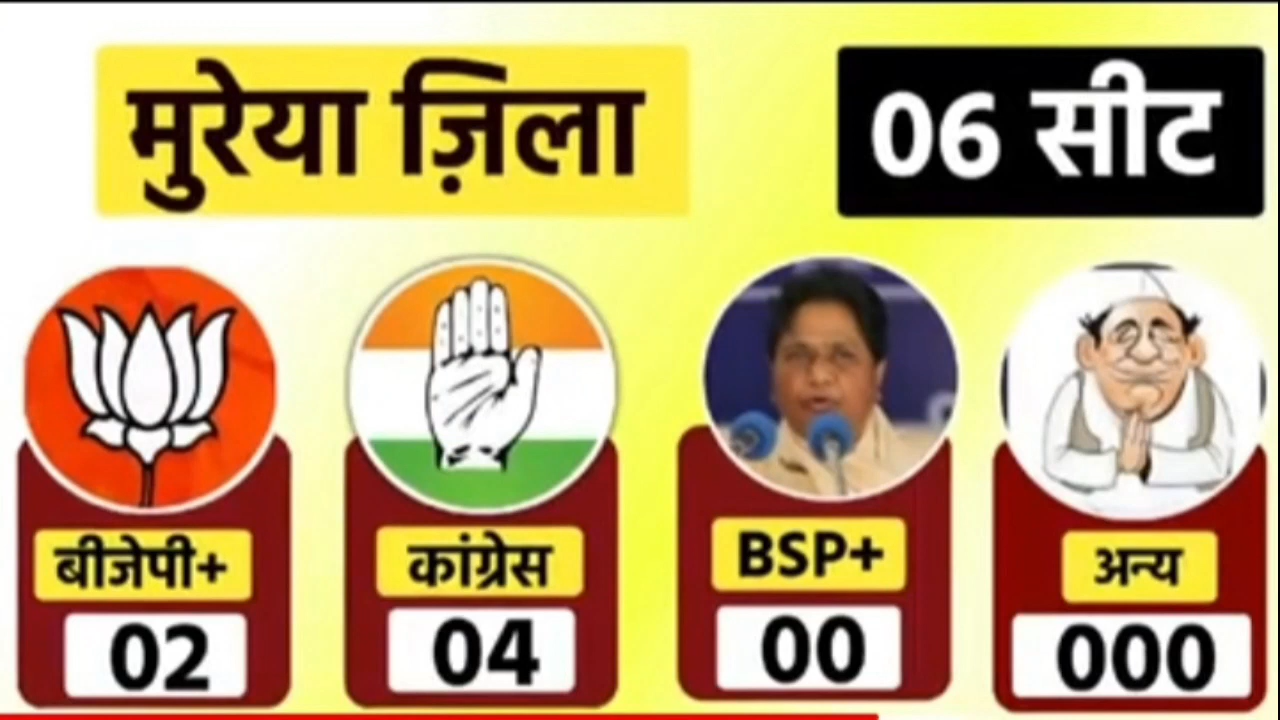 मुरेया ज़िला
06 सीट
बीजेपी+
कांग्रेस
BSP+
अन्य
02
04
00
000